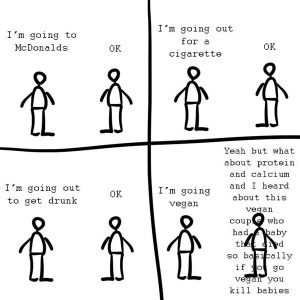 I'm going to
McDonalds
OK
I'm going out
for a
cigarette
OK
I'm going out
to get drunk
OK
I'm going
vegan
Yeah but what
about protein
and calcium
and I heard
about this
vegan
couple who
had a baby
that died
so basically
if you go
vegan you
kill babies